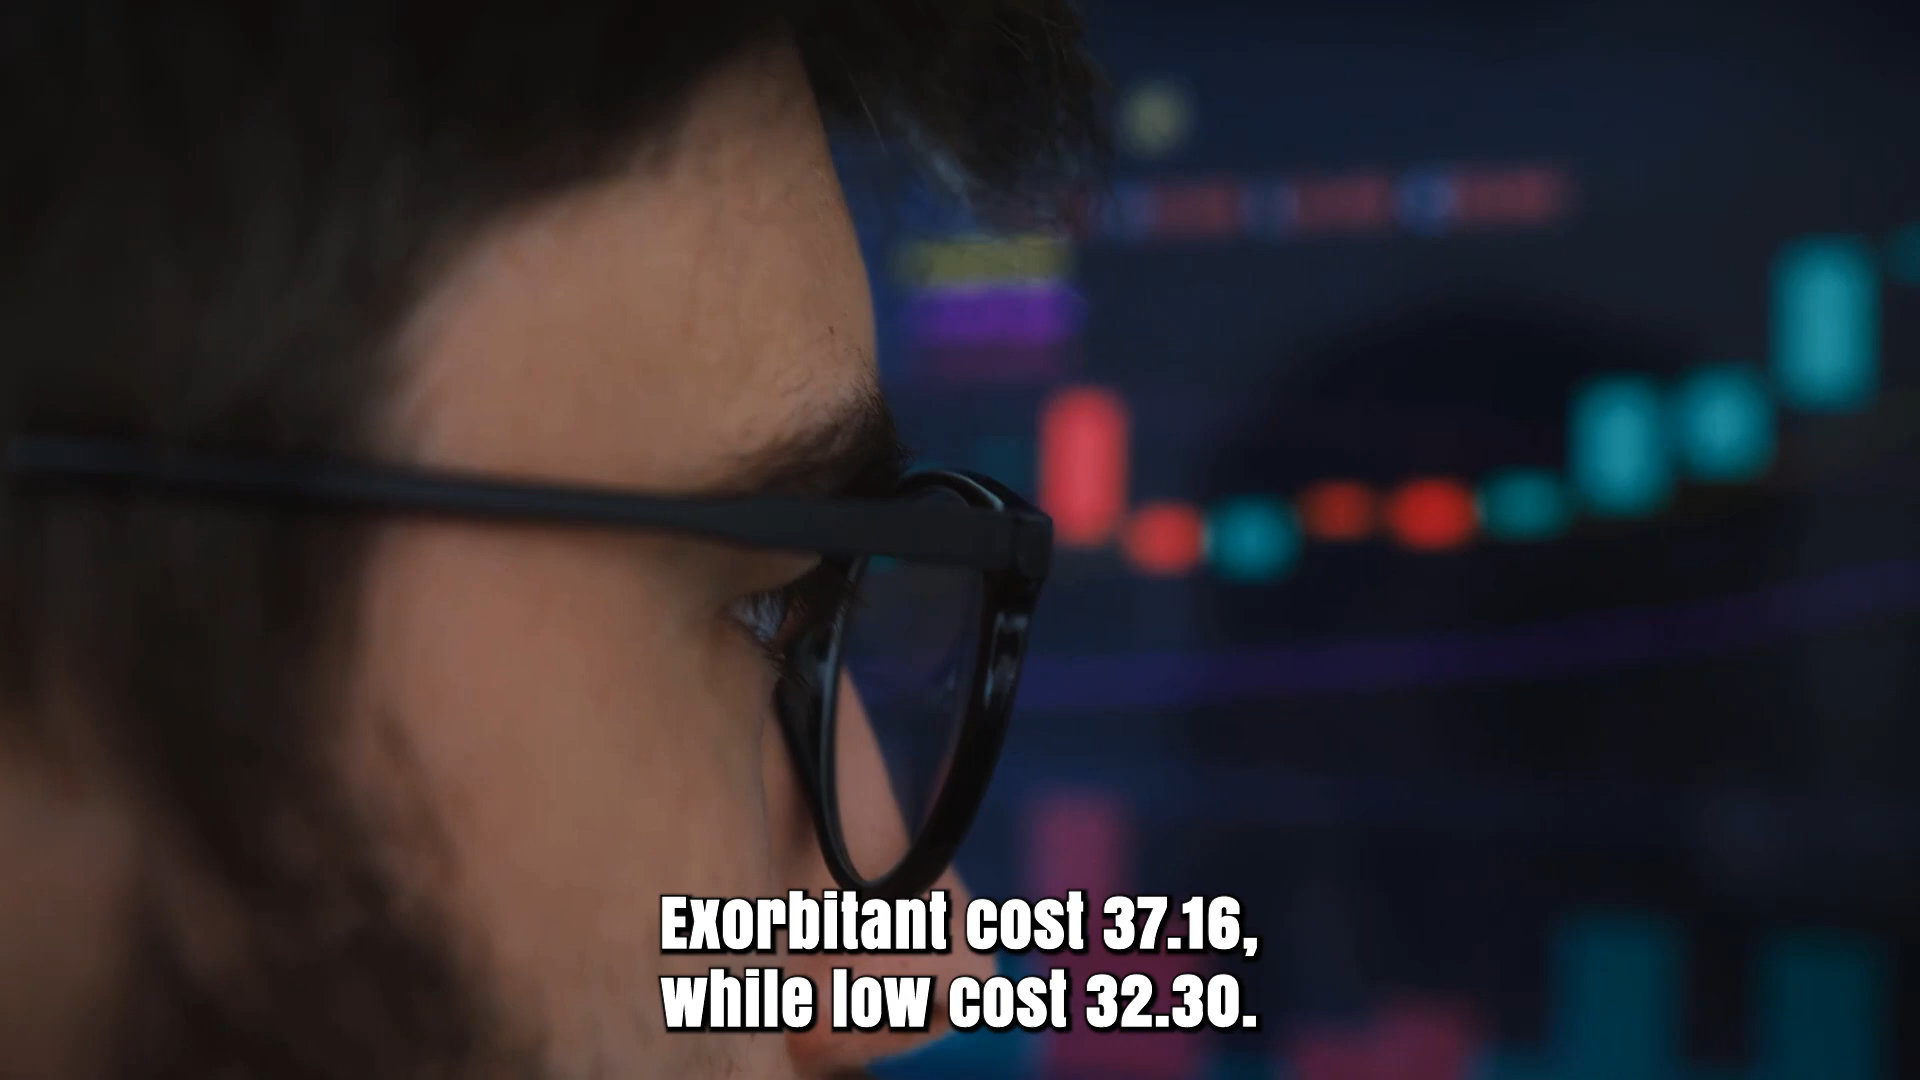 Exorbitant cost 37.16,
while low cost 32.30.